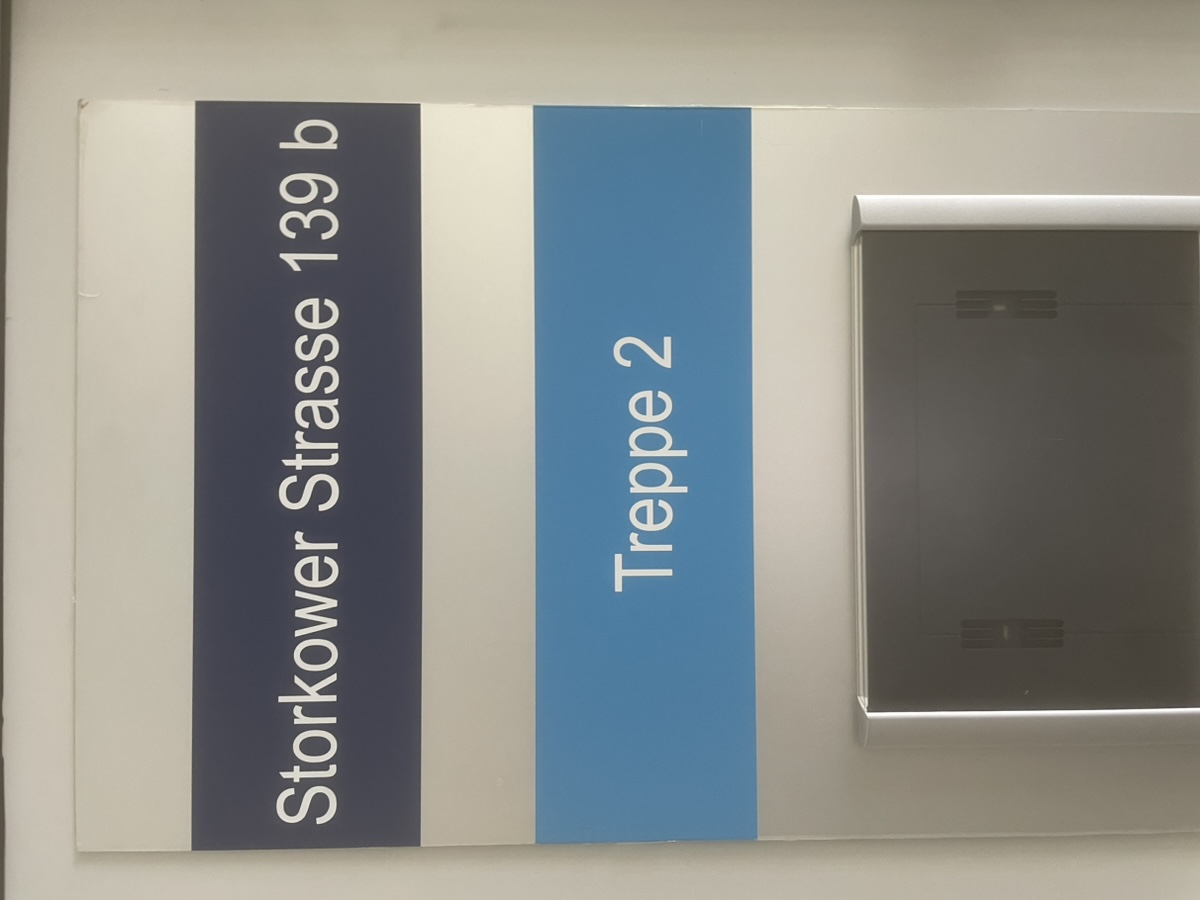 Storkower Strasse 139 b
Treppe 2